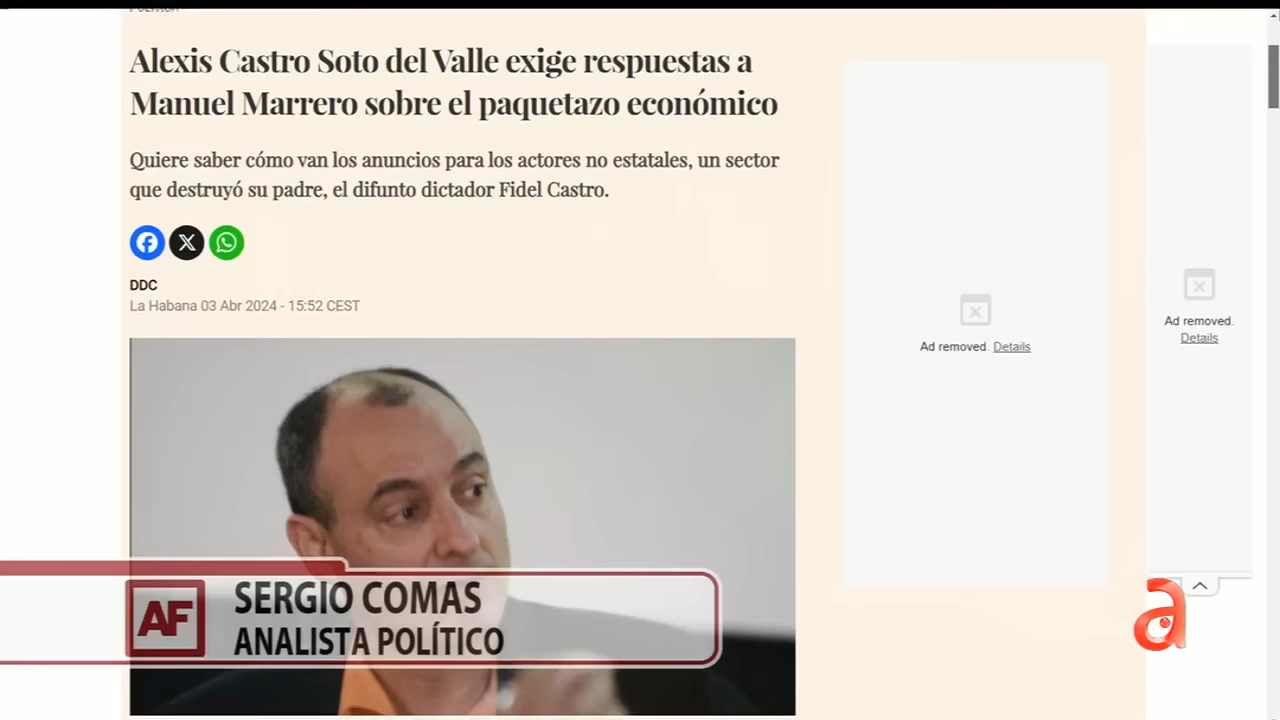 Alexis Castro Soto del Valle exige respuestas a
Manuel Marrero sobre el paquetazo económico
Quiere saber cómo van los anuncios para los actores no estatales, un sector
que destruyó su padre, el difunto dictador Fidel Castro.
DDC
La Habana 03 Abr 2024 - 15:52 CEST
Ad removed. Details
Ad removed.
Details
AF
SERGIO COMAS
ANALISTA POLÍTICO
a